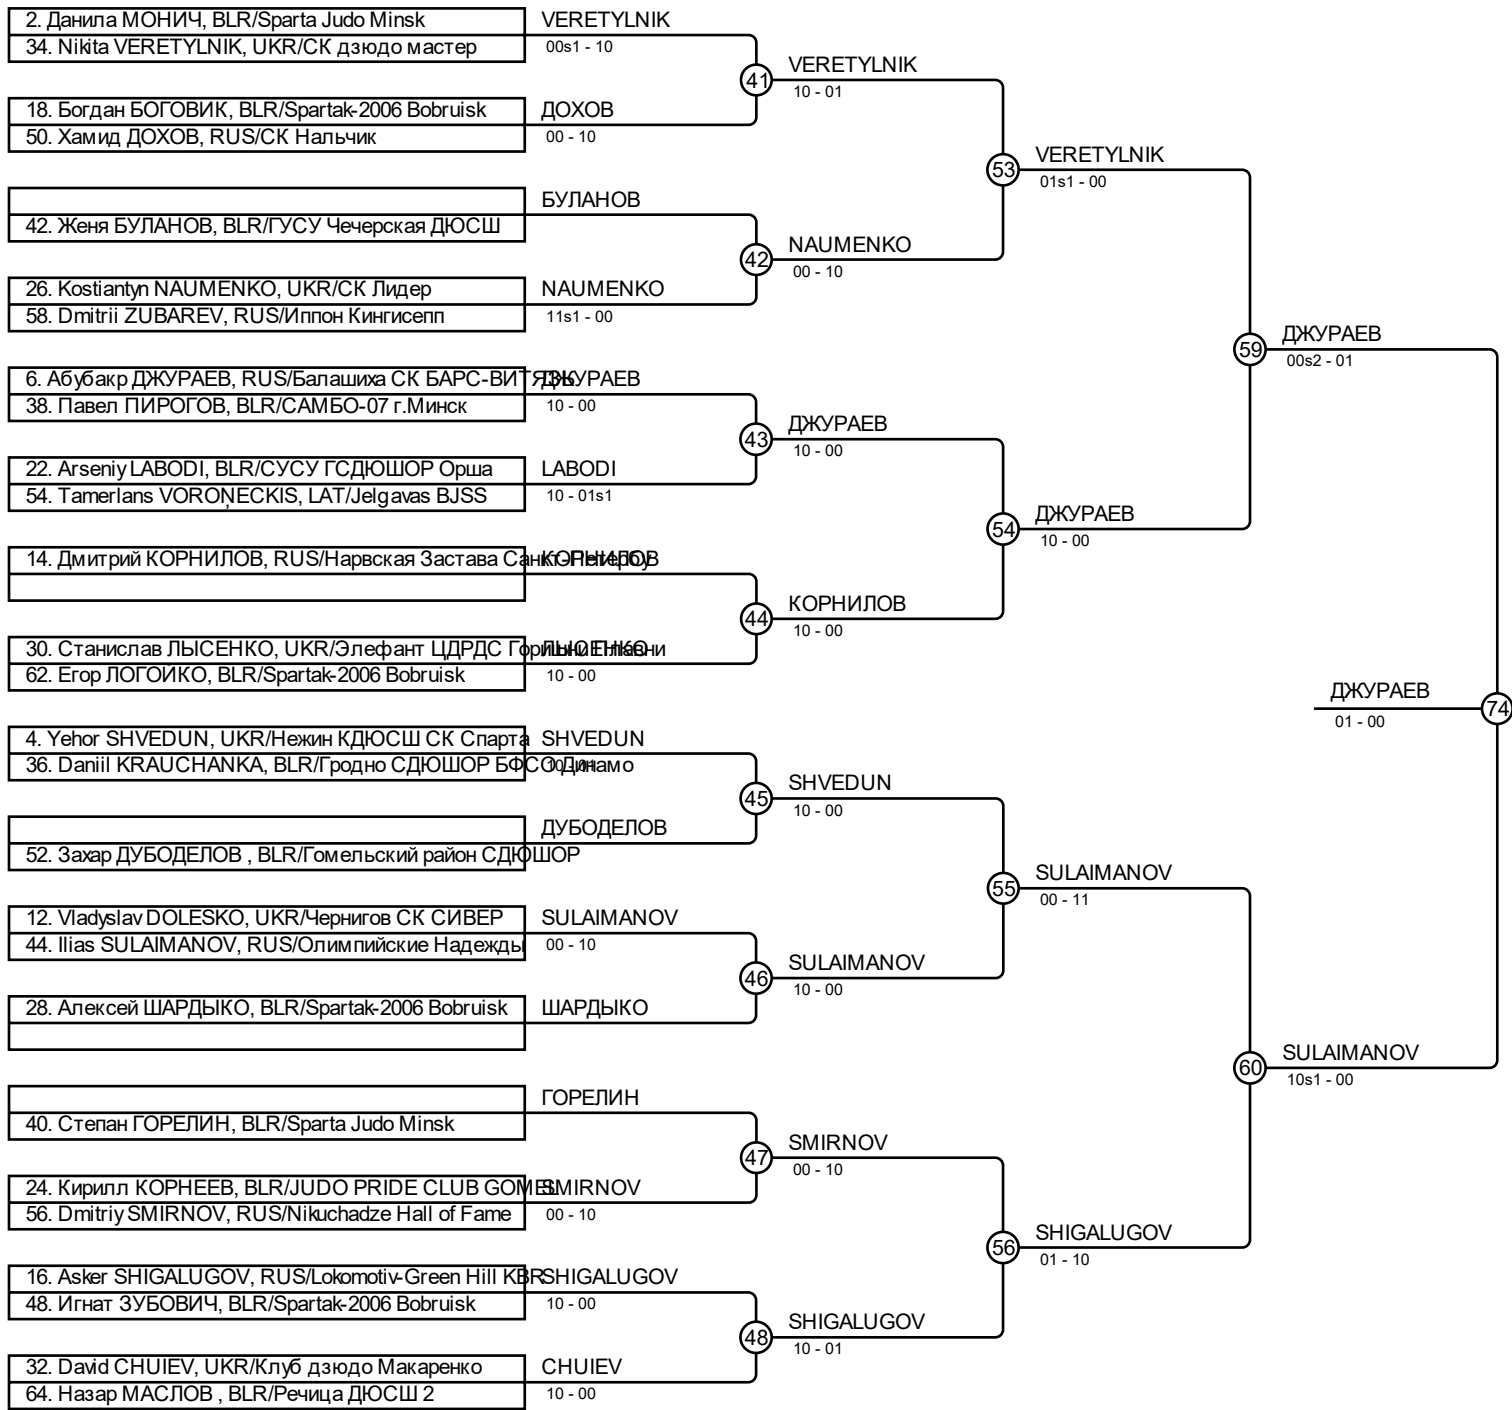 2. Данила МОНИЧ, BLR/Sparta Judo Minsk
34. Nikita VERETYLNIK, UKR/СК дзюдо мастер
VERETYLNIK
00s1 - 10
41
VERETYLNIK
10 - 01
18. Богдан БОГОВИК, BLR/Spartak-2006 Bobruisk
50. Хамид ДОХОВ, RUS/СК Нальчик
ДОХОВ
00 - 10
53
VERETYLNIK
01s1 - 00
БУЛАНОВ
42. Женя БУЛАНОВ, BLR/ГУСУ Чечерская ДЮСШ
42
NAUMENKO
00 - 10
26. Kostiantyn NAUMENKO, UKR/СК Лидер
58. Dmitrii ZUBAREV, RUS/Иппон Кингисепп
NAUMENKO
11s1 - 00
59
ДЖУРАЕВ
00s2 - 01
6. Абубакр ДЖУРАЕВ, RUS/Балашиха СК БАРС-ВИТЯЗЬ
38. Павел ПИРОГОВ, BLR/САМБО-07 г.Минск
ДЖУРАЕВ
10 - 00
43
ДЖУРАЕВ
10 - 00
22. Arseniy LABODI, BLR/СУСУ ГСДЮШОР Орша
54. Tamerlans VOROŅECKIS, LAT/Jelgavas BJSS
LABODI
10 - 01s1
54
ДЖУРАЕВ
10 - 00
14. Дмитрий КОРНИЛОВ, RUS/Нарвская Застава Санкт-Петербу
КОРНИЛОВ
44
КОРНИЛОВ
10 - 00
30. Станислав ЛЫСЕНКО, UKR/Элефант ЦДРДС Горишни Плавни
62. Егор ЛОГОЙКО, BLR/Spartak-2006 Bobruisk
ЛЫСЕНКО
10 - 00
ДЖУРАЕВ
01 - 00
74
4. Yehor SHVEDUN, UKR/Нежин КДЮСШ СК Спарта
36. Daniil KRAUCHANKA, BLR/Гродно СДЮШОР БФСО Динамо
SHVEDUN
10 - 01
45
SHVEDUN
10 - 00
ДУБОДЕЛОВ
52. Захар ДУБОДЕЛОВ , BLR/Гомельский район СДЮШОР
55
SULAIMANOV
00 - 11
12. Vladyslav DOLESKO, UKR/Чернигов СК СИВЕР
44. Ilias SULAIMANOV, RUS/Олимпийские Надежды
SULAIMANOV
00 - 10
46
SULAIMANOV
10 - 00
28. Алексей ШАРДЫКО, BLR/Spartak-2006 Bobruisk
ШАРДЫКО
60
SULAIMANOV
10s1 - 00
ГОРЕЛИН
40. Степан ГОРЕЛИН, BLR/Sparta Judo Minsk
47
SMIRNOV
00 - 10
24. Кирилл КОРНЕЕВ, BLR/JUDO PRIDE CLUB GOMEL
56. Dmitriy SMIRNOV, RUS/Nikuchadze Hall of Fame
SMIRNOV
00 - 10
56
SHIGALUGOV
01 - 10
16. Asker SHIGALUGOV, RUS/Lokomotiv-Green Hill KBR
48. Игнат ЗУБОВИЧ, BLR/Spartak-2006 Bobruisk
SHIGALUGOV
10 - 00
48
SHIGALUGOV
10 - 01
32. David CHUIEV, UKR/Клуб дзюдо Макаренко
64. Назар МАСЛОВ , BLR/Речица ДЮСШ 2
CHUIEV
10 - 00